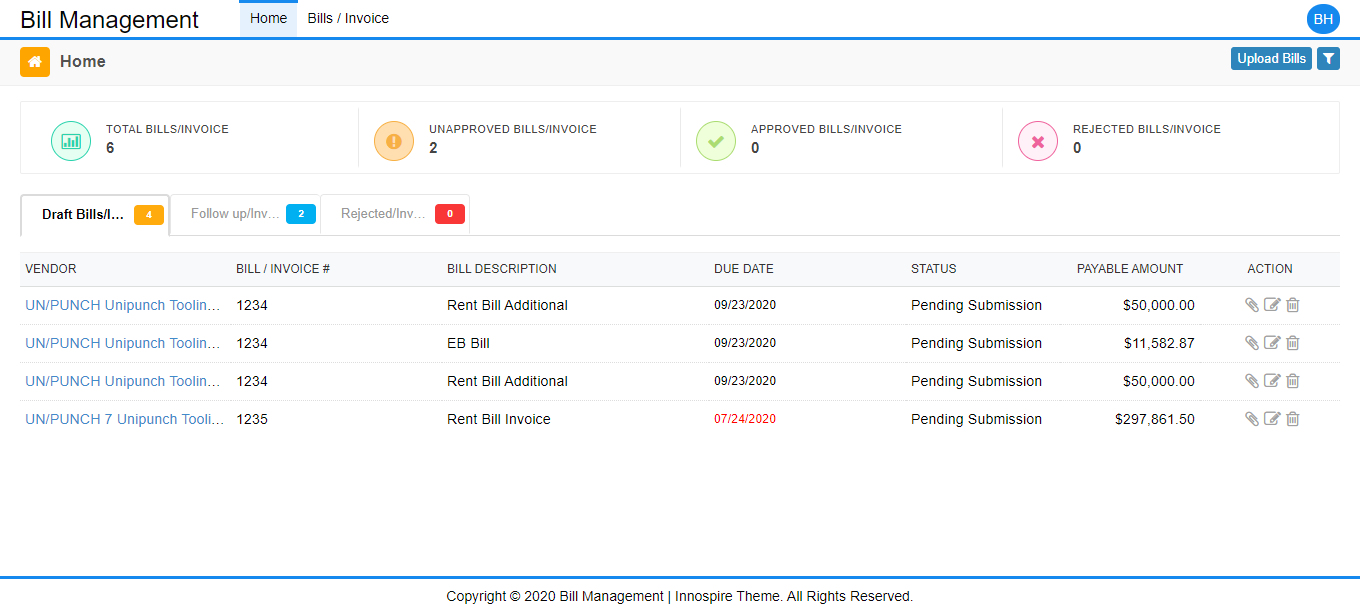 Bill Management Home Bills / Invoice BH
Home Upload Bills
TOTAL BILLS/INVOICE UNAPPROVED BILLS/INVOICE APPROVED BILLS/INVOICE REJECTED BILLS/INVOICE
6 2 0 0
Draft Bills/I... 4 Follow up/Inv... 2 Rejected/Inv... 0
VENDOR BILL / INVOICE # BILL DESCRIPTION DUE DATE STATUS PAYABLE AMOUNT ACTION
UN/PUNCH Unipunch Toolin... 1234 Rent Bill Additional 09/23/2020 Pending Submission $50,000.00
UN/PUNCH Unipunch Toolin... 1234 EB Bill 09/23/2020 Pending Submission $11,582.87
UN/PUNCH Unipunch Toolin... 1234 Rent Bill Additional 09/23/2020 Pending Submission $50,000.00
UN/PUNCH 7 Unipunch Tooli... 1235 Rent Bill Invoice 07/24/2020 Pending Submission $297,861.50
Copyright © 2020 Bill Management | Innospire Theme. All Rights Reserved.